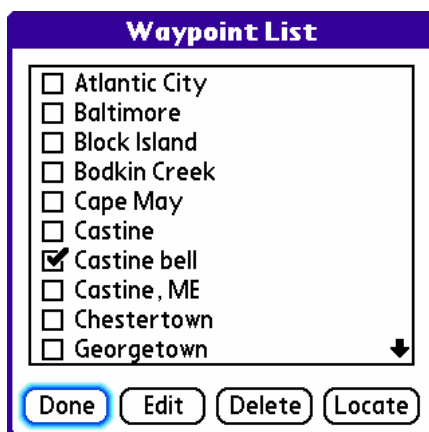 Waypoint List
Atlantic City
Baltimore
Block Island
Bodkin Creek
Cape May
Castine
Castine bell
Castine, ME
Chestertown
Georgetown
Done Edit Delete Locate